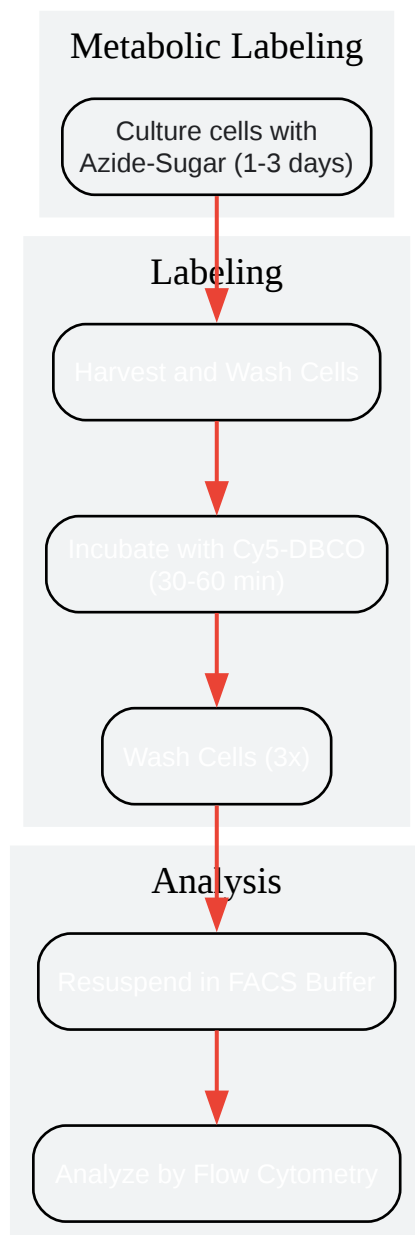 Metabolic Labeling
Culture cells with
Azide-Sugar (1-3 days)
Labeling
Harvest and Wash Cells
Incubate with Cy5-DBCO
(30-60 min)
Wash Cells (3x)
Analysis
Resuspend in FACS Buffer
Analyze by Flow Cytometry